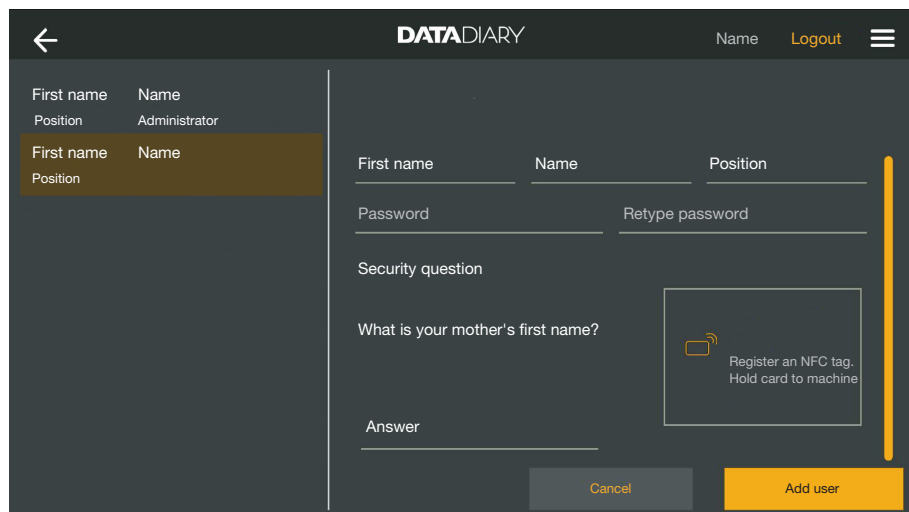 DATADIARY
Name Logout
First name Name
Position Administrator
First name Name
Position
First name Name Position
Password Retype password
Security question
What is your mother's first name?
Register an NFC tag.
Hold card to machine
Answer
Cancel Add user